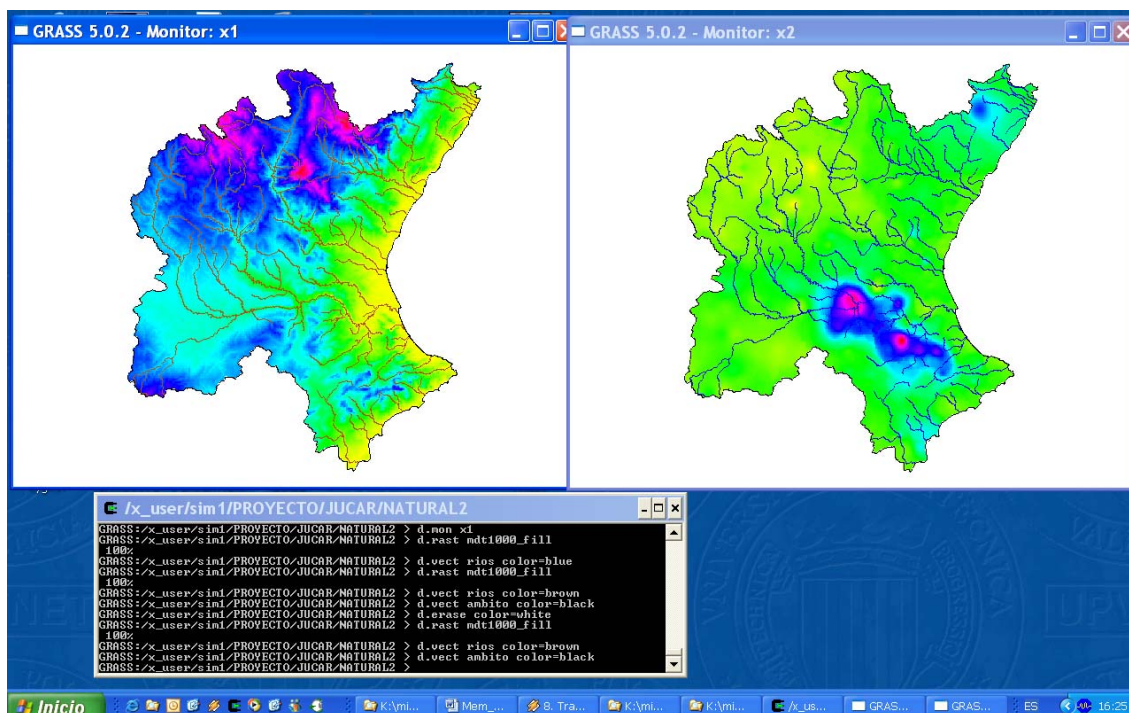 GRASS 5.0.2 - Monitor: x1
GRASS 5.0.2 - Monitor: x2
/x_user/sim1/PROYECTO/JUCAR/NATURAL2
GRASS:/x_user/sim1/PROYECTO/JUCAR/NATURAL2 > d.mon x1
GRASS:/x_user/sim1/PROYECTO/JUCAR/NATURAL2 > d.rast mdt1000_fill
100%
GRASS:/x_user/sim1/PROYECTO/JUCAR/NATURAL2 > d.vect rios color=blue
GRASS:/x_user/sim1/PROYECTO/JUCAR/NATURAL2 > d.rast mdt1000_fill
100%
GRASS:/x_user/sim1/PROYECTO/JUCAR/NATURAL2 > d.vect rios color=brown
GRASS:/x_user/sim1/PROYECTO/JUCAR/NATURAL2 > d.vect ambito color=black
GRASS:/x_user/sim1/PROYECTO/JUCAR/NATURAL2 > d.erase color=white
GRASS:/x_user/sim1/PROYECTO/JUCAR/NATURAL2 > d.rast mdt1000_fill
100%
GRASS:/x_user/sim1/PROYECTO/JUCAR/NATURAL2 > d.vect rios color=brown
GRASS:/x_user/sim1/PROYECTO/JUCAR/NATURAL2 > d.vect ambito color=black
GRASS:/x_user/sim1/PROYECTO/JUCAR/NATURAL2 >
Inicio K:\mi... Mem_... 8. Tra... K:\mi... K:\mi... K:\mi... /x_us... GRAS... GRAS... ES 16:25